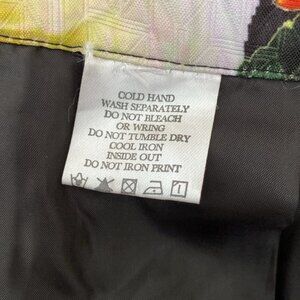 COLD HAND
WASH SEPARATELY
DO NOT BLEACH
OR WRING
DO NOT TUMBLE DRY
COOL IRON
INSIDE OUT
DO NOT IRON PRINT